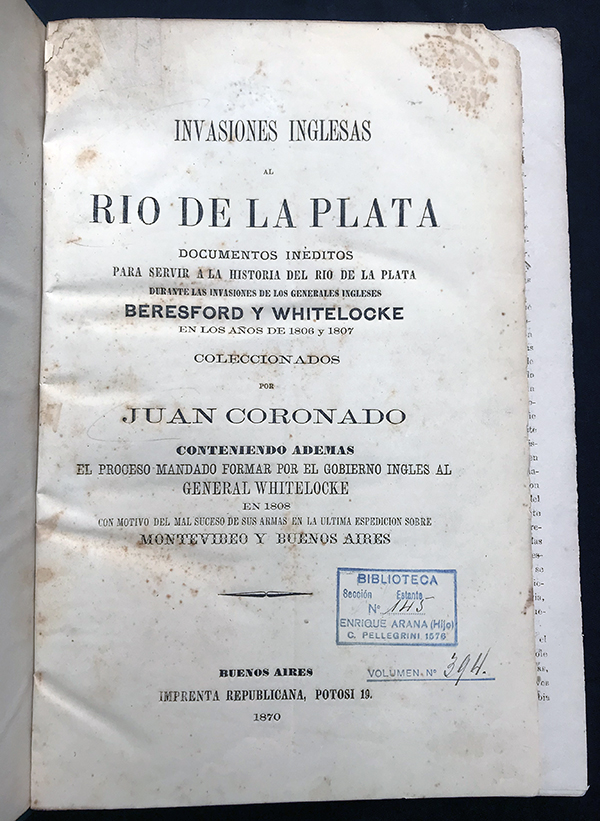 INVASIONES INGLESAS
AL
RIO DE LA PLATA
DOCUMENTOS INÉDITOS
PARA SERVIR A LA HISTORIA DEL RIO DE LA PLATA
DURANTE LAS INVASIONES DE LOS GENERALES INGLESES
BERESFORD Y WHITELOCKE
EN LOS AÑOS DE 1806 y 1807
COLECCIONADOS
POR
JUAN CORONADO
CONTENIENDO ADEMAS
EL PROCESO MANDADO FORMAR POR EL GOBIERNO INGLES AL
GENERAL WHITELOCKE
EN 1808
CON MOTIVO DEL MAL SUCESO DE SUS ARMAS EN LA ULTIMA ESPEDICION SOBRE
MONTEVIDEO Y BUENOS AIRES
BIBLIOTECA
Sección Estante
Nº 145
ENRIQUE ARANA (Hijo)
C. PELLEGRINI 1576
VOLUMEN Nº 394.
BUENOS AIRES
IMPRENTA REPUBLICANA, POTOSI 19.
1870